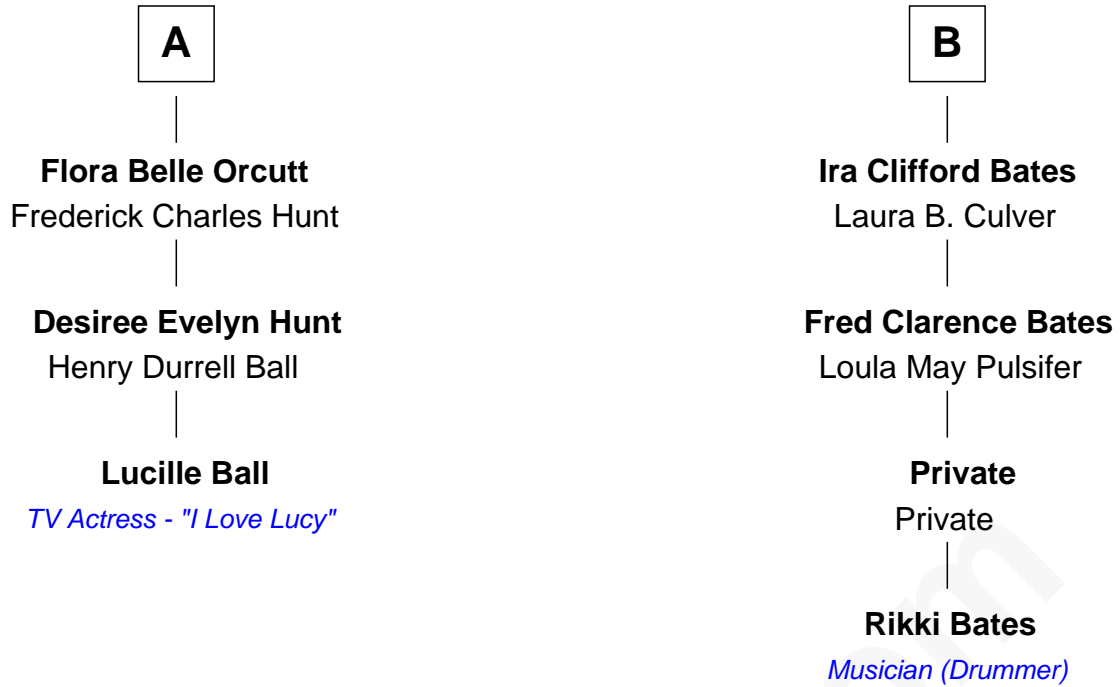 A
Flora Belle Orcutt
Frederick Charles Hunt
Desiree Evelyn Hunt
Henry Durrell Ball
Lucille Ball
TV Actress - "I Love Lucy"
B
Ira Clifford Bates
Laura B. Culver
Fred Clarence Bates
Loula May Pulsifer
Private
Private
Rikki Bates
Musician (Drummer)